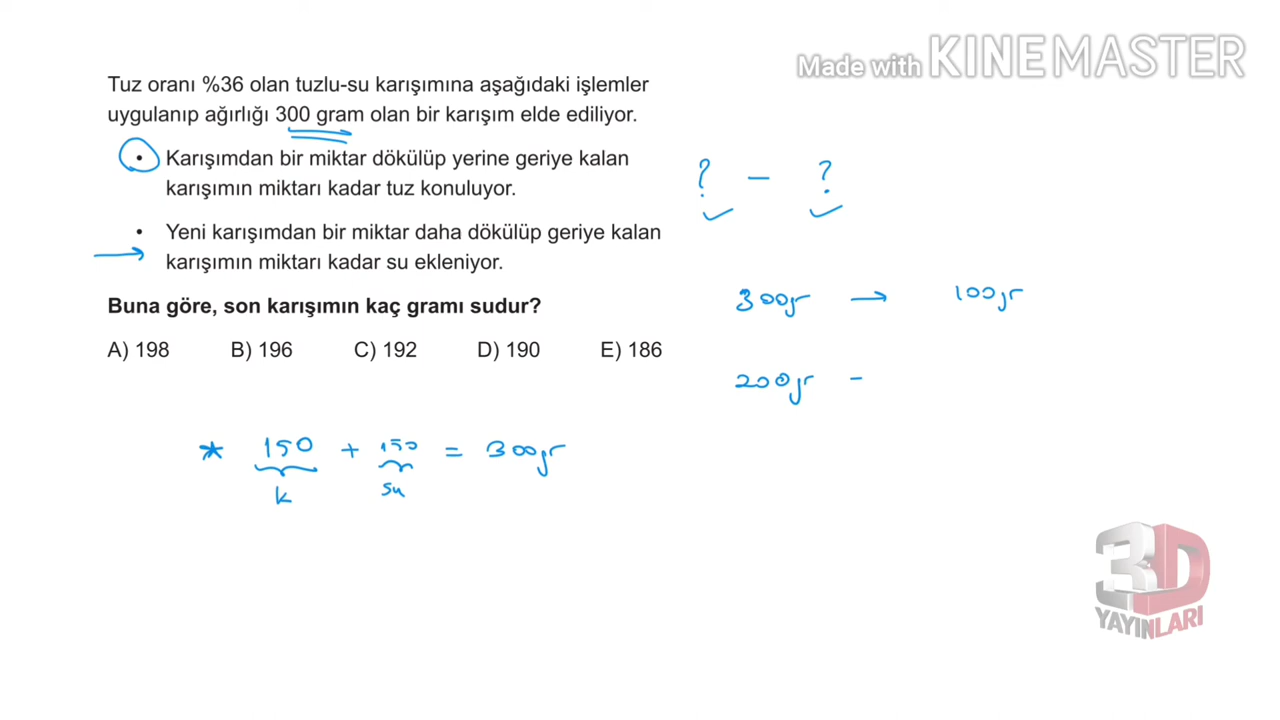 Made with KINEMASTER
Tuz oranı %36 olan tuzlu-su karışımına aşağıdaki işlemler
uygulanıp ağırlığı 300 gram olan bir karışım elde ediliyor.
• Karışımdan bir miktar dökülüp yerine geriye kalan
karışımın miktarı kadar tuz konuluyor.
• Yeni karışımdan bir miktar daha dökülüp geriye kalan
karışımın miktarı kadar su ekleniyor.
Buna göre, son karışımın kaç gramı sudur?
A) 198 B) 196 C) 192 D) 190 E) 186
? – ?
300gr → 100gr
200gr –
* 150 + 150 = 300gr
k su
3D
YAYINLARI